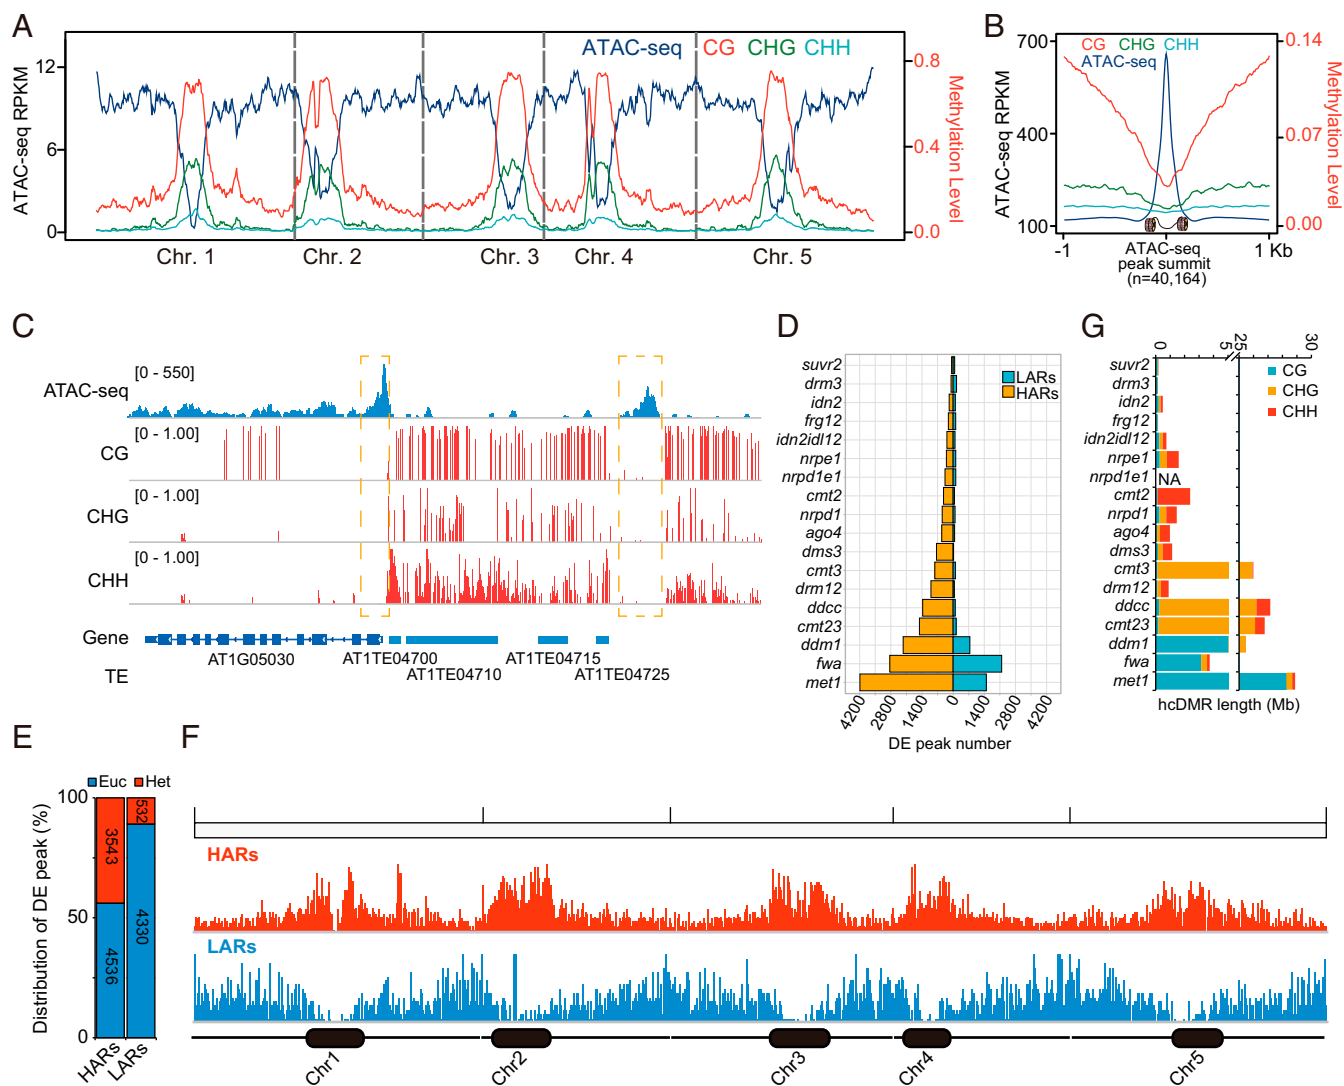 A
ATAC-seq CG CHG CHH
ATAC-seq RPKM
12
6
0
0.8
0.4
0.0
Methylation Level
Chr. 1
Chr. 2
Chr. 3
Chr. 4
Chr. 5
B
CG CHG CHH
ATAC-seq
ATAC-seq RPKM
700
400
100
0.14
0.07
0.00
Methylation Level
-1
ATAC-seq
peak summit
(n=40,164)
1 Kb
C
ATAC-seq
[0 - 550]
CG
[0 - 1.00]
CHG
[0 - 1.00]
CHH
[0 - 1.00]
Gene
TE
AT1G05030
AT1TE04700
AT1TE04710
AT1TE04715
AT1TE04725
D
LARs
HARs
suvr2
drm3
idn2
frg12
idn2idl12
nrpe1
nrpd1e1
cmt2
nrpd1
ago4
dms3
cmt3
drm12
ddcc
cmt23
ddm1
fwa
met1
4200
2800
1400
0
1400
2800
4200
DE peak number
G
0
5
25
30
CG
CHG
CHH
suvr2
drm3
idn2
frg12
idn2idl12
nrpe1
nrpd1e1
NA
cmt2
nrpd1
ago4
dms3
cmt3
drm12
ddcc
cmt23
ddm1
fwa
met1
hcDMR length (Mb)
E
Euc Het
Distribution of DE peak (%)
100
50
0
3543
4536
532
4330
HARs
LARs
F
HARs
LARs
Chr1
Chr2
Chr3
Chr4
Chr5